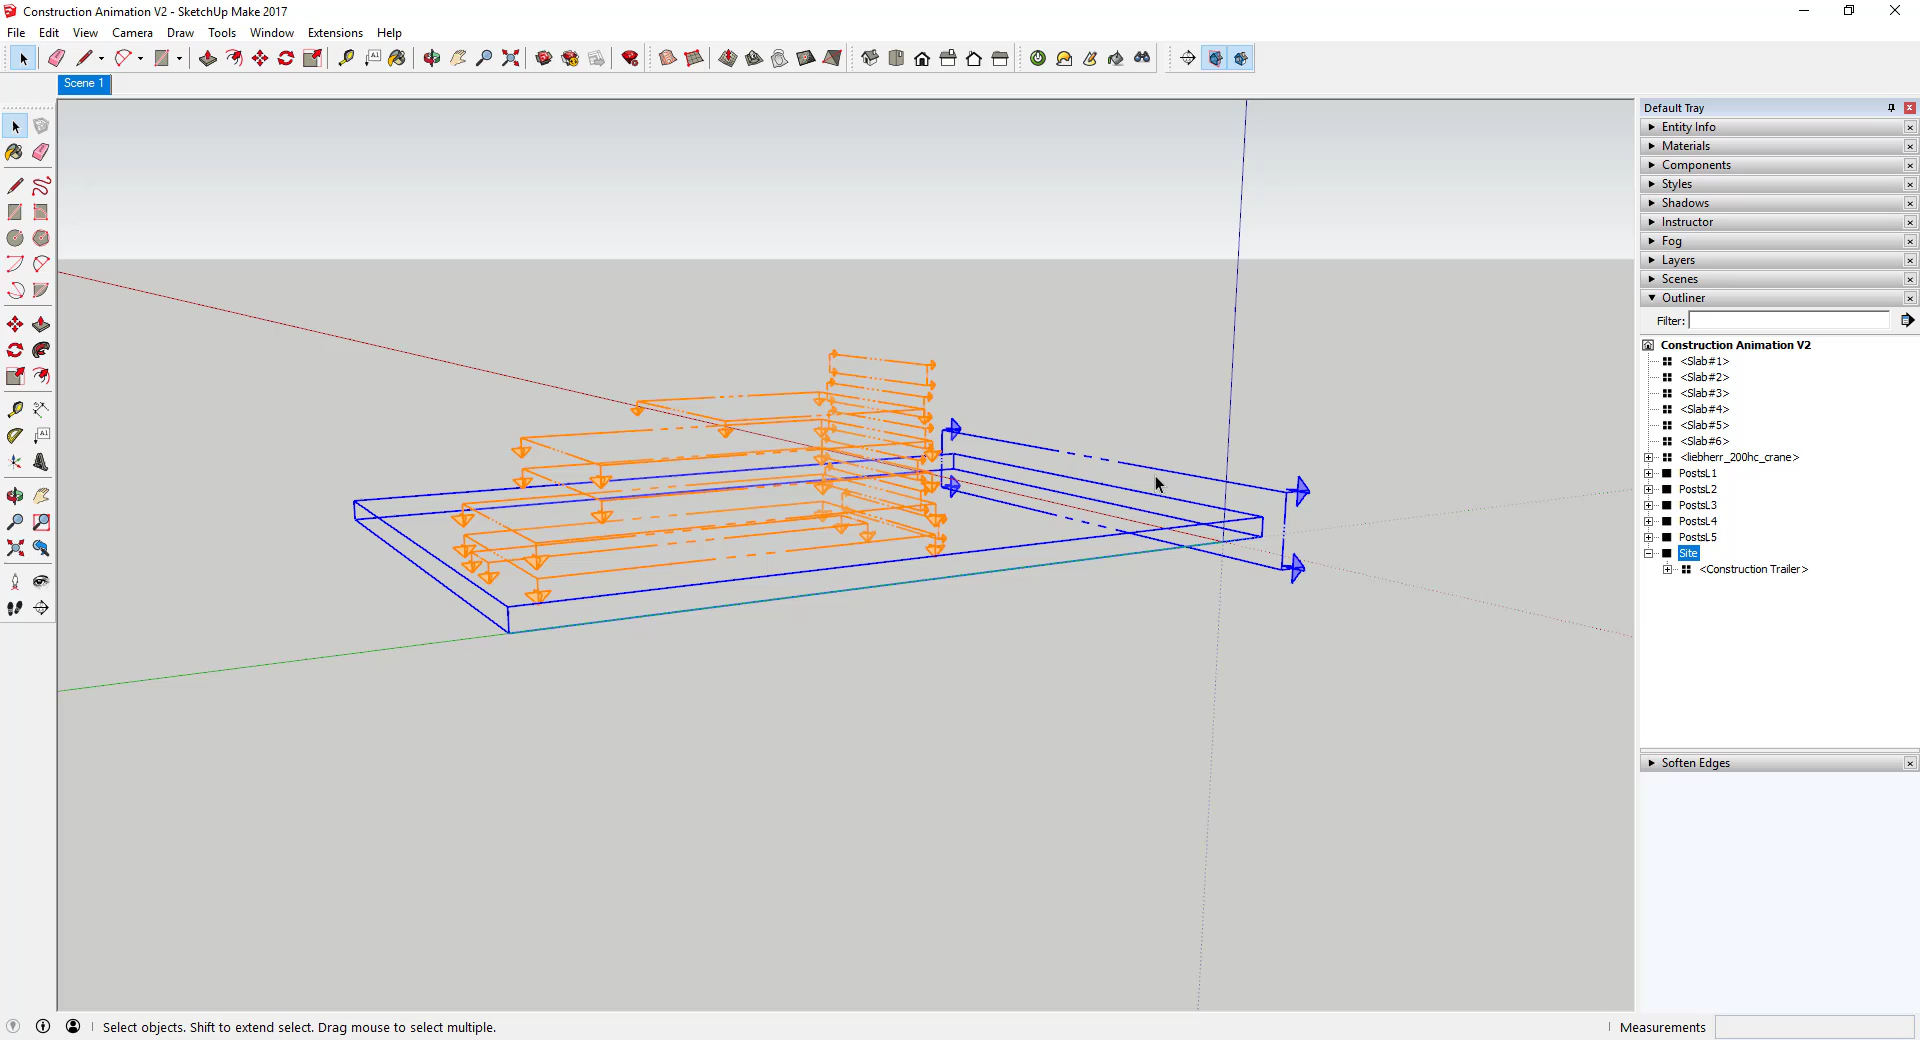 Construction Animation V2 - SketchUp Make 2017
File Edit View Camera Draw Tools Window Extensions Help
Scene 1
Default Tray
Entity Info
Materials
Components
Styles
Shadows
Instructor
Fog
Layers
Scenes
Outliner
Filter:
Construction Animation V2
<Slab#1>
<Slab#2>
<Slab#3>
<Slab#4>
<Slab#5>
<Slab#6>
<liebherr_200hc_crane>
PostsL1
PostsL2
PostsL3
PostsL4
PostsL5
Site
<Construction Trailer>
Soften Edges
Select objects. Shift to extend select. Drag mouse to select multiple.
Measurements